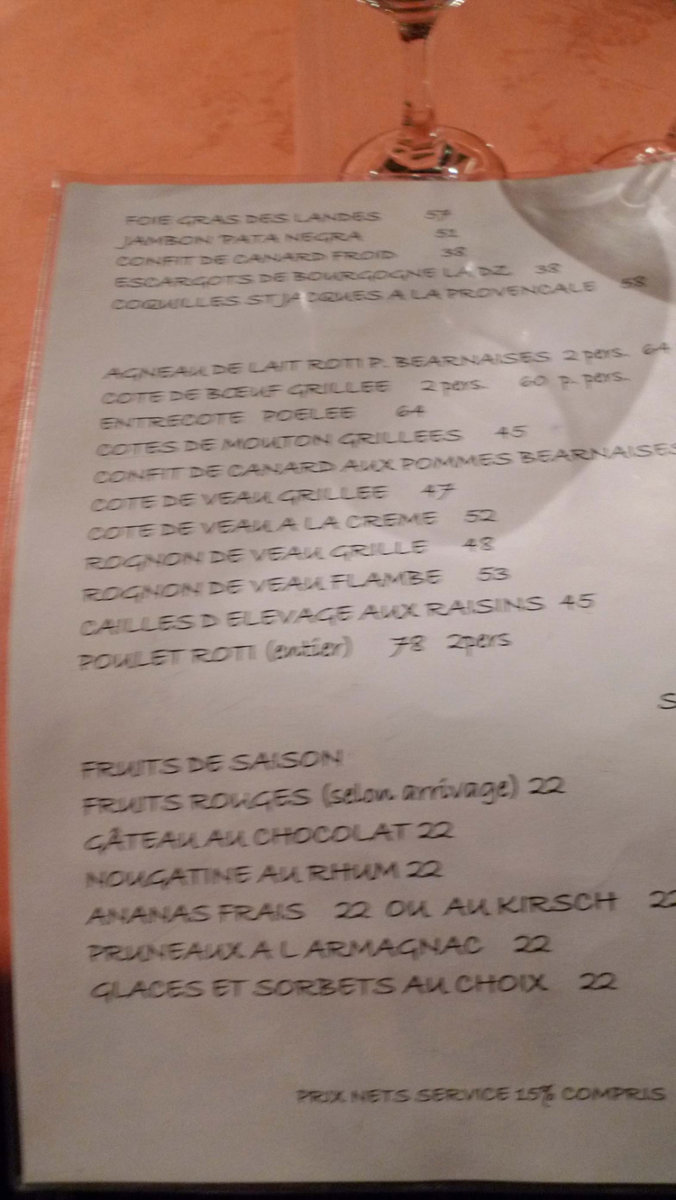 FOIE GRAS DES LANDES 57
JAMBON PATA NEGRA 51
CONFIT DE CANARD FROID 38
ESCARGOTS DE BOURGOGNE LA DZ 38
COQUILLES ST JACQUES A LA PROVENCALE 58
AGNEAU DE LAIT ROTI P. BEARNAISES 2 pers. 64
COTE DE BŒUF GRILLEE 2 pers. 60 p. pers.
ENTRECOTE POELEE 64
COTES DE MOUTON GRILLEES 45
CONFIT DE CANARD AUX POMMES BEARNAISES
COTE DE VEAU GRILLEE 47
COTE DE VEAU A LA CREME 52
ROGNON DE VEAU GRILLE 48
ROGNON DE VEAU FLAMBE 53
CAILLES D ELEVAGE AUX RAISINS 45
POULET ROTI (entier) 78 2pers
S
FRUITS DE SAISON
FRUITS ROUGES (selon arrivage) 22
GÂTEAU AU CHOCOLAT 22
NOUGATINE AU RHUM 22
ANANAS FRAIS 22 OU AU KIRSCH 22
PRUNEAUX A L ARMAGNAC 22
GLACES ET SORBETS AU CHOIX 22
PRIX NETS SERVICE 15% COMPRIS